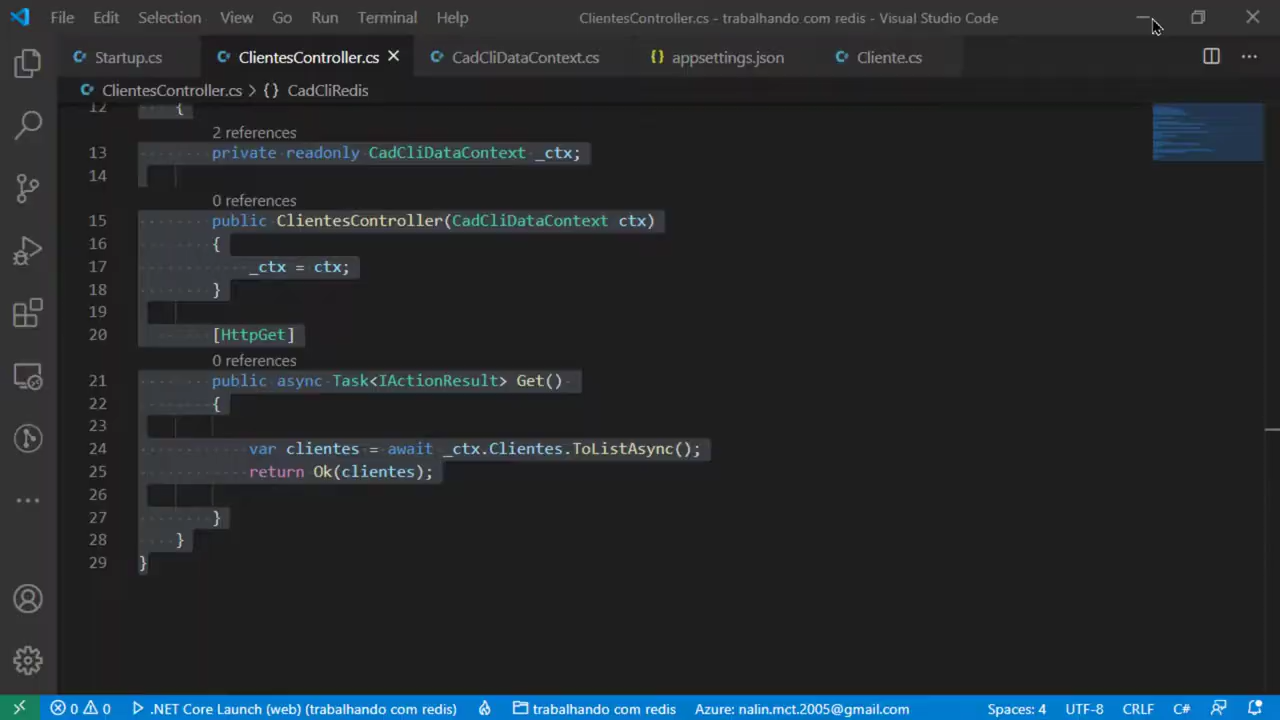 File Edit Selection View Go Run Terminal Help ClientesController.cs - trabalhando com redis - Visual Studio Code
Startup.cs ClientesController.cs CadCliDataContext.cs appsettings.json Cliente.cs
ClientesController.cs > {} CadCliRedis
12 {
2 references
13 private readonly CadCliDataContext _ctx;
14
0 references
15 public ClientesController(CadCliDataContext ctx)
16 {
17 _ctx = ctx;
18 }
19
20 [HttpGet]
0 references
21 public async Task<IActionResult> Get()
22 {
23
24 var clientes = await _ctx.Clientes.ToListAsync();
25 return Ok(clientes);
26
27 }
28 }
29 }
0 0 .NET Core Launch (web) (trabalhando com redis) trabalhando com redis Azure: nalin.mct.2005@gmail.com Spaces: 4 UTF-8 CRLF C#